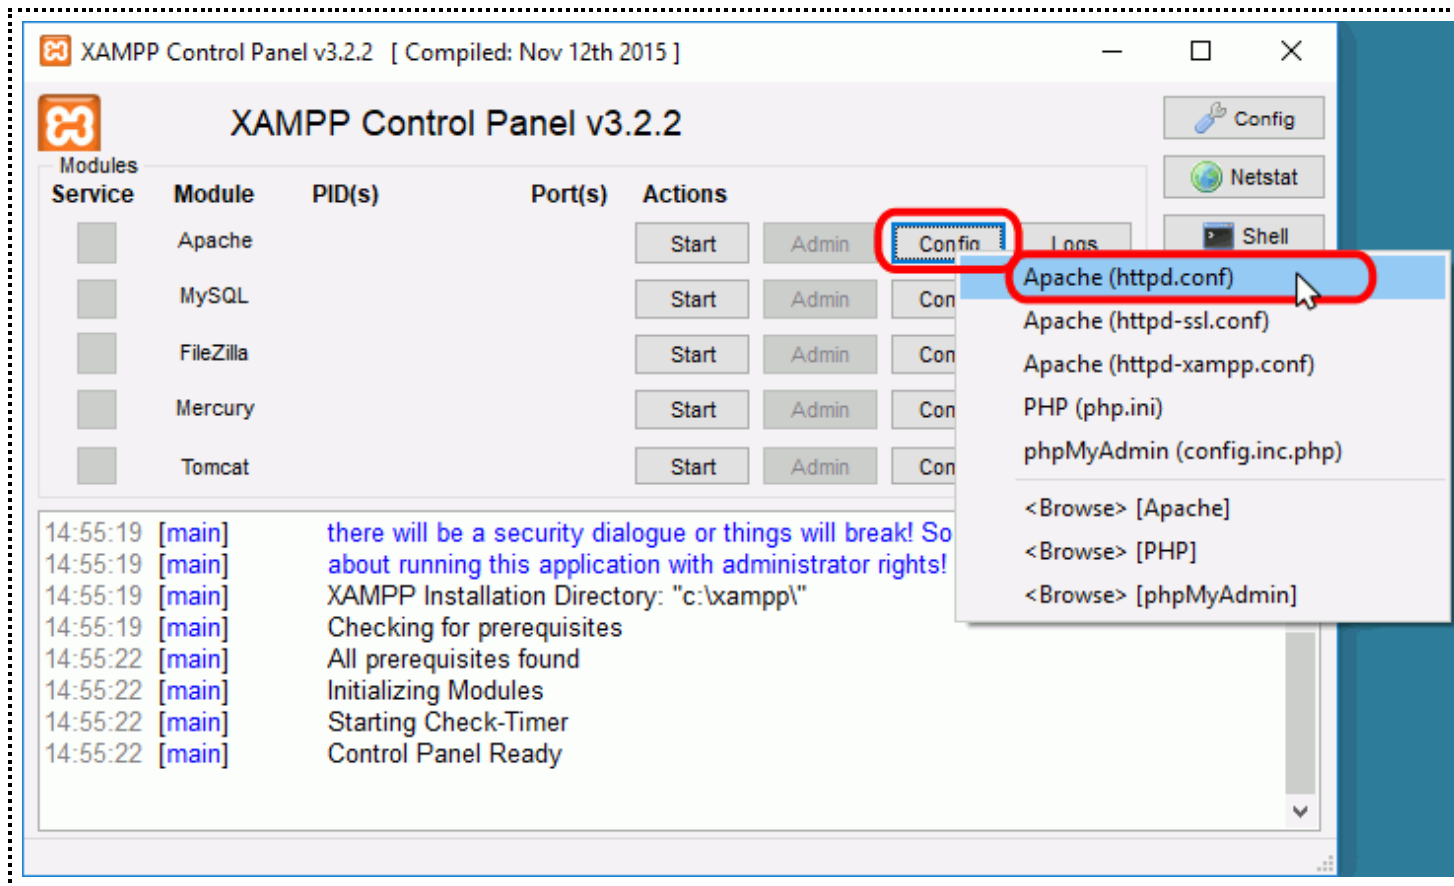 XAMPP Control Panel v3.2.2 [ Compiled: Nov 12th 2015 ]
XAMPP Control Panel v3.2.2
Config
Modules
Netstat
Service Module PID(s) Port(s) Actions
Shell
Apache Start Admin Config Logs
MySQL Start Admin
FileZilla Start Admin
Mercury Start Admin
Tomcat Start Admin
Apache (httpd.conf)
Apache (httpd-ssl.conf)
Apache (httpd-xampp.conf)
PHP (php.ini)
phpMyAdmin (config.inc.php)
<Browse> [Apache]
<Browse> [PHP]
<Browse> [phpMyAdmin]
14:55:19 [main] there will be a security dialogue or things will break! So
14:55:19 [main] about running this application with administrator rights!
14:55:19 [main] XAMPP Installation Directory: "c:\xampp\"
14:55:19 [main] Checking for prerequisites
14:55:22 [main] All prerequisites found
14:55:22 [main] Initializing Modules
14:55:22 [main] Starting Check-Timer
14:55:22 [main] Control Panel Ready